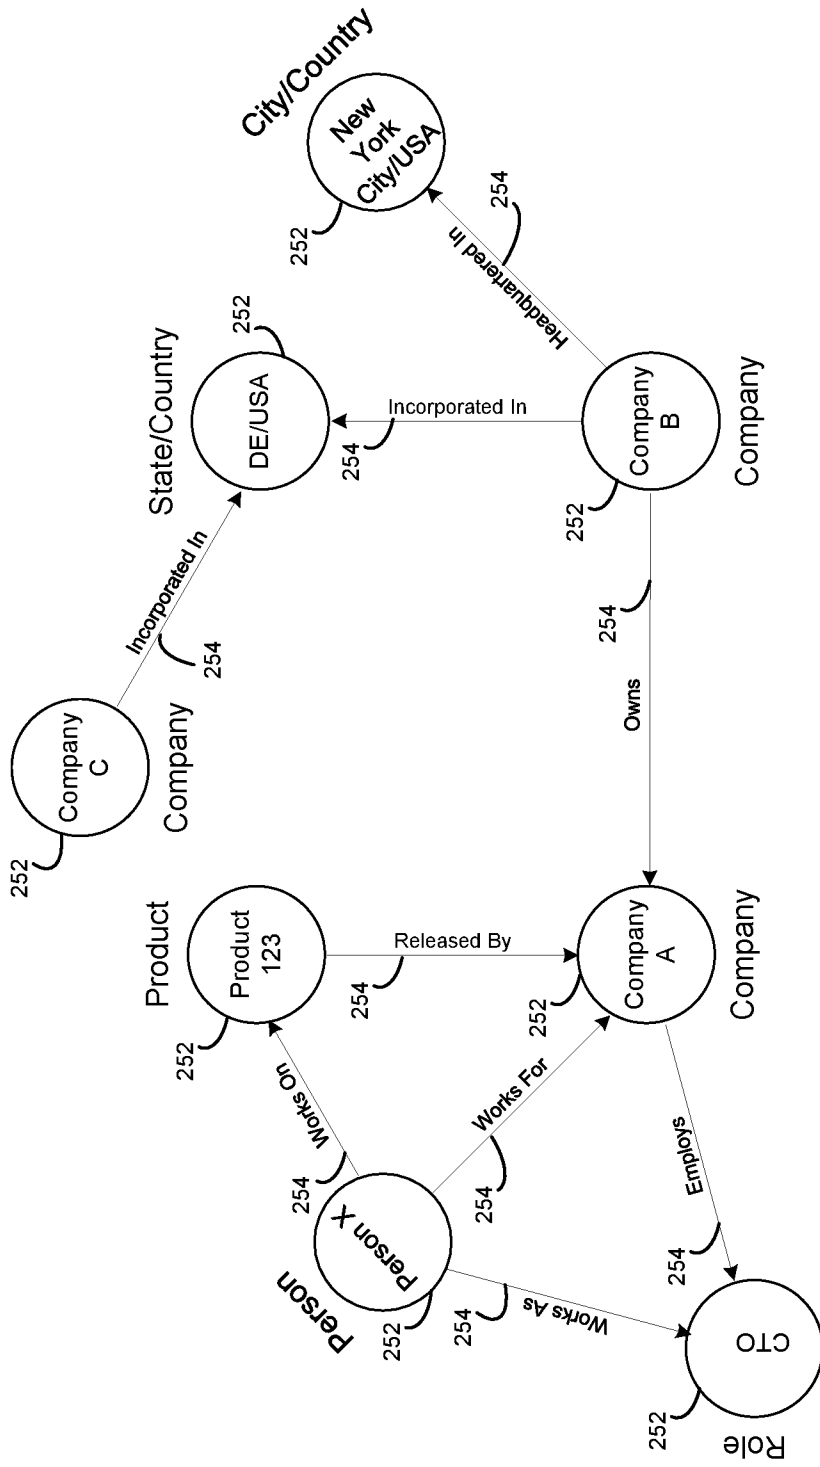 City/Country
New
York
City/USA
252
254
Headquartered In
State/Country
252
DE/USA
Incorporated In
254
Company
B
252
Company
Incorporated In
254
Company
C
252
Company
254
Owns
Product
Product
123
252
Released By
254
Company
A
252
Company
Works On
254
Works For
254
Person
Person X
252
Works As
254
Employs
254
CTO
252
Role